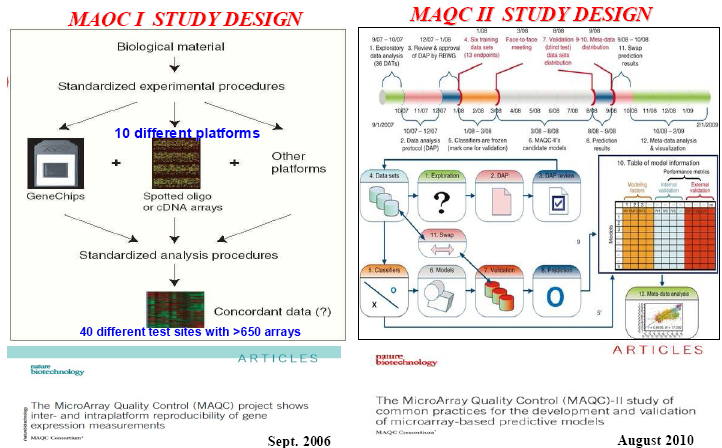 MAQC I STUDY DESIGN
Biological material
Standardized experimental procedures
10 different platforms
GeneChips
+
Spotted oligo
or cDNA arrays
+
Other
platforms
Standardized analysis procedures
Concordant data (?)
40 different test sites with >650 arrays
ARTICLES
nature
biotechnology
The MicroArray Quality Control (MAQC) project shows
inter- and intraplatform reproducibility of gene
expression measurements
MAQC Consortium*
Sept. 2006
MAQC II STUDY DESIGN
9/07 – 10/07
1. Exploratory
data analysis
(36 DATs)
12/07 – 1/08
3. Review & approval
of DAP by RBWG
1/08
4. Six training
data sets
(13 endpoints)
3/08
Face-to-face
meeting
8/08
7. Validation
(blind test)
data sets
distribution
9/08
9-10. Meta-data
distribution
9/08 – 10/08
11. Swap
prediction
results
10/07 11/07 12/07 1/08 2/08 3/08 4/08 5/08 6/08 7/08 8/08 9/08 10/08 11/08 12/08 1/09
9/1/2007
2/1/2009
10/07 – 12/07
2. Data analysis
protocol (DAP)
1/08 – 3/08
5. Classifiers are frozen
(mark one for validation)
3/08 – 8/08
6. MAQC-II's
candidate models
8/08 – 9/08
8. Prediction
results
10/08 – 2/09
12. Meta-data analysis
& visualization
4. Data sets
1. Exploration
?
2. DAP
3. DAP review
11. Swap
5. Classifiers
X
O
6. Models
7. Validation
8. Prediction
O
9
5'
10. Table of model information
Performance metrics
Modeling
factors
Internal
validation
External
validation
Models
12. Meta-data analysis
ARTICLES
nature
biotechnology
The MicroArray Quality Control (MAQC)-II study of
common practices for the development and validation
of microarray-based predictive models
MAQC Consortium*
August 2010